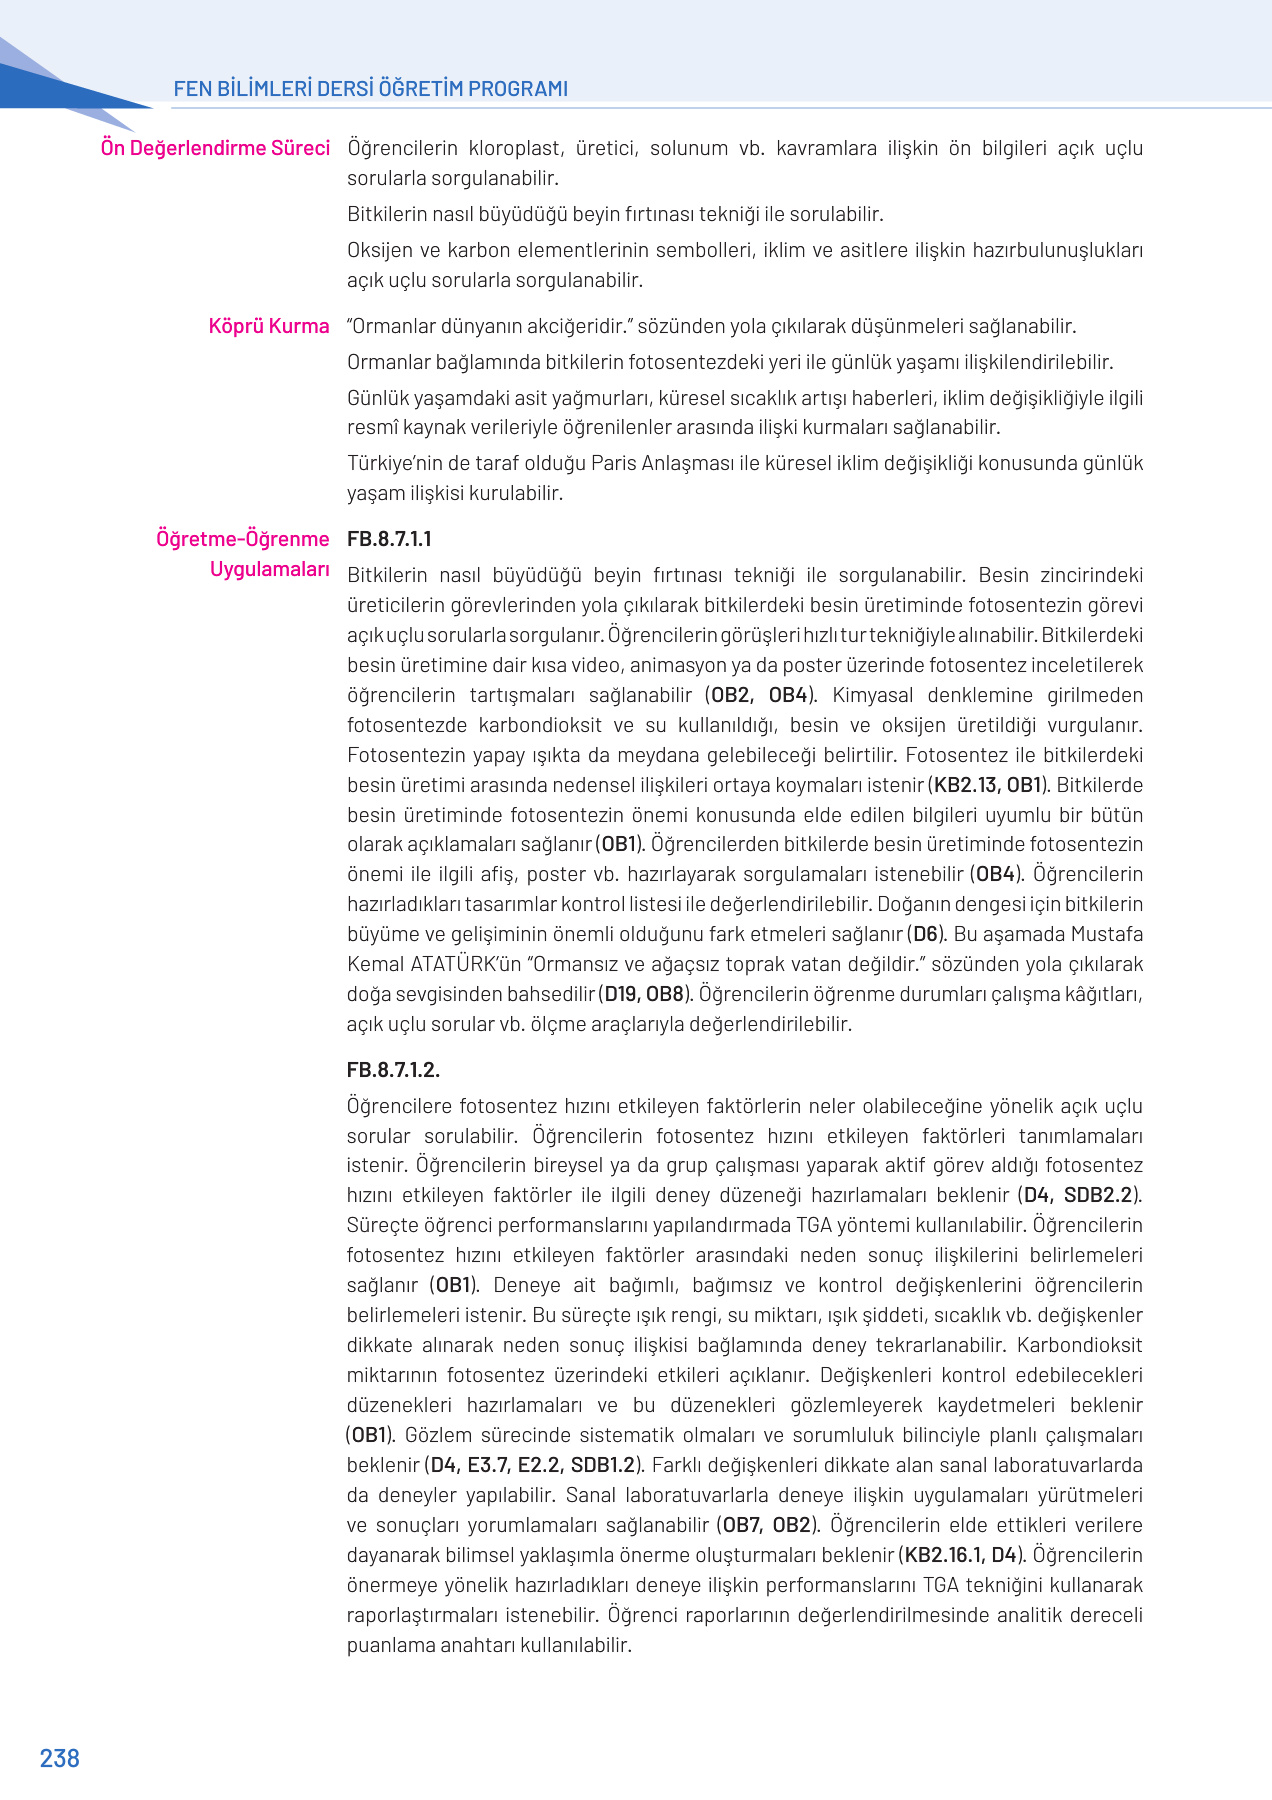 FEN BİLİMLERİ DERSİ ÖĞRETİM PROGRAMI
Ön Değerlendirme Süreci
Öğrencilerin kloroplast, üretici, solunum vb. kavramlara ilişkin ön bilgileri açık uçlu
sorularla sorgulanabilir.
Bitkilerin nasıl büyüdüğü beyin fırtınası tekniği ile sorulabilir.
Oksijen ve karbon elementlerinin sembolleri, iklim ve asitlere ilişkin hazırbulunuşlukları
açık uçlu sorularla sorgulanabilir.
Köprü Kurma
“Ormanlar dünyanın akciğeridir.” sözünden yola çıkılarak düşünmeleri sağlanabilir.
Ormanlar bağlamında bitkilerin fotosentezdeki yeri ile günlük yaşamı ilişkilendirilebilir.
Günlük yaşamdaki asit yağmurları, küresel sıcaklık artışı haberleri, iklim değişikliğiyle ilgili
resmî kaynak verileriyle öğrenilenler arasında ilişki kurmaları sağlanabilir.
Türkiye’nin de taraf olduğu Paris Anlaşması ile küresel iklim değişikliği konusunda günlük
yaşam ilişkisi kurulabilir.
Öğretme-Öğrenme
Uygulamaları
FB.8.7.1.1
Bitkilerin nasıl büyüdüğü beyin fırtınası tekniği ile sorgulanabilir. Besin zincirindeki
üreticilerin görevlerinden yola çıkılarak bitkilerdeki besin üretiminde fotosentezin görevi
açık uçlu sorularla sorgulanır. Öğrencilerin görüşleri hızlı tur tekniğiyle alınabilir. Bitkilerdeki
besin üretimine dair kısa video, animasyon ya da poster üzerinde fotosentez inceletilerek
öğrencilerin tartışmaları sağlanabilir (OB2, OB4). Kimyasal denklemine girilmeden
fotosentezde karbondioksit ve su kullanıldığı, besin ve oksijen üretildiği vurgulanır.
Fotosentezin yapay ışıkta da meydana gelebileceği belirtilir. Fotosentez ile bitkilerdeki
besin üretimi arasında nedensel ilişkileri ortaya koymaları istenir (KB2.13, OB1). Bitkilerde
besin üretiminde fotosentezin önemi konusunda elde edilen bilgileri uyumlu bir bütün
olarak açıklamaları sağlanır (OB1). Öğrencilerden bitkilerde besin üretiminde fotosentezin
önemi ile ilgili afiş, poster vb. hazırlayarak sorgulamaları istenebilir (OB4). Öğrencilerin
hazırladıkları tasarımlar kontrol listesi ile değerlendirilebilir. Doğanın dengesi için bitkilerin
büyüme ve gelişiminin önemli olduğunu fark etmeleri sağlanır (D6). Bu aşamada Mustafa
Kemal ATATÜRK’ün “Ormansız ve ağaçsız toprak vatan değildir.” sözünden yola çıkılarak
doğa sevgisinden bahsedilir (D19, OB8). Öğrencilerin öğrenme durumları çalışma kâğıtları,
açık uçlu sorular vb. ölçme araçlarıyla değerlendirilebilir.
FB.8.7.1.2.
Öğrencilere fotosentez hızını etkileyen faktörlerin neler olabileceğine yönelik açık uçlu
sorular sorulabilir. Öğrencilerin fotosentez hızını etkileyen faktörleri tanımlamaları
istenir. Öğrencilerin bireysel ya da grup çalışması yaparak aktif görev aldığı fotosentez
hızını etkileyen faktörler ile ilgili deney düzeneği hazırlamaları beklenir (D4, SDB2.2).
Süreçte öğrenci performanslarını yapılandırmada TGA yöntemi kullanılabilir. Öğrencilerin
fotosentez hızını etkileyen faktörler arasındaki neden sonuç ilişkilerini belirlemeleri
sağlanır (OB1). Deneye ait bağımlı, bağımsız ve kontrol değişkenlerini öğrencilerin
belirlemeleri istenir. Bu süreçte ışık rengi, su miktarı, ışık şiddeti, sıcaklık vb. değişkenler
dikkate alınarak neden sonuç ilişkisi bağlamında deney tekrarlanabilir. Karbondioksit
miktarının fotosentez üzerindeki etkileri açıklanır. Değişkenleri kontrol edebilecekleri
düzenekleri hazırlamaları ve bu düzenekleri gözlemleyerek kaydetmeleri beklenir
(OB1). Gözlem sürecinde sistematik olmaları ve sorumluluk bilinciyle planlı çalışmaları
beklenir (D4, E3.7, E2.2, SDB1.2). Farklı değişkenleri dikkate alan sanal laboratuvarlarda
da deneyler yapılabilir. Sanal laboratuvarlarla deneye ilişkin uygulamaları yürütmeleri
ve sonuçları yorumlamaları sağlanabilir (OB7, OB2). Öğrencilerin elde ettikleri verilere
dayanarak bilimsel yaklaşımla önerme oluşturmaları beklenir (KB2.16.1, D4). Öğrencilerin
önermeye yönelik hazırladıkları deneye ilişkin performanslarını TGA tekniğini kullanarak
raporlaştırmaları istenebilir. Öğrenci raporlarının değerlendirilmesinde analitik dereceli
puanlama anahtarı kullanılabilir.
238